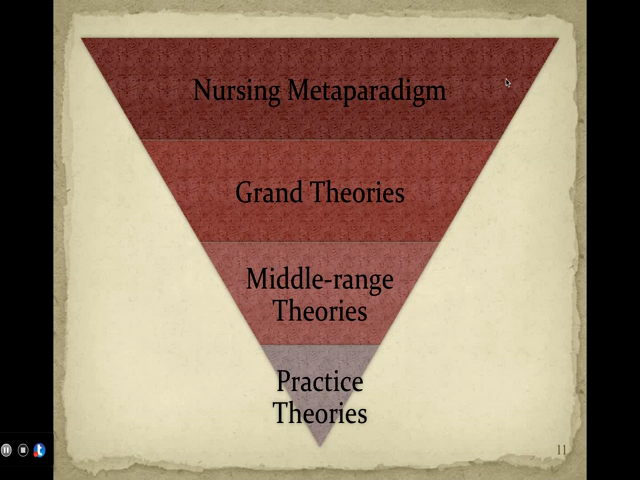 Nursing Metaparadigm
Grand Theories
Middle-range
Theories
Practice
Theories
11